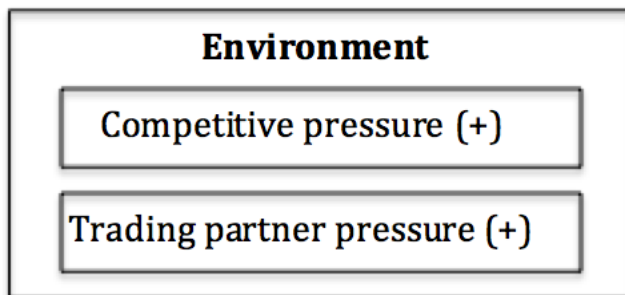 Environment
Competitive pressure (+)
Trading partner pressure (+)